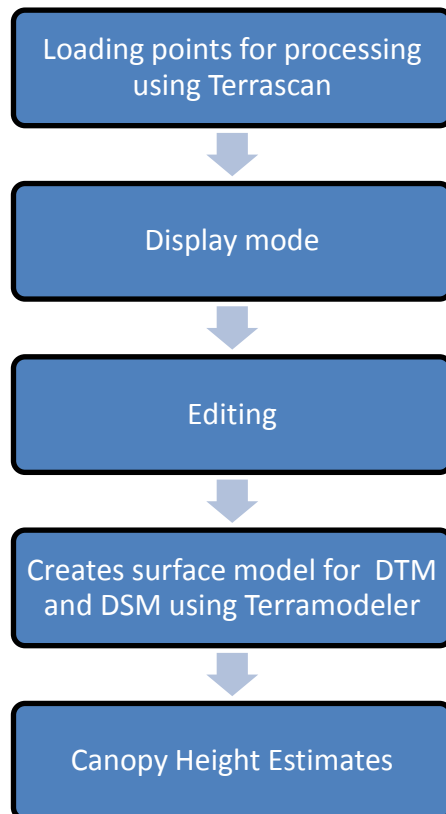 Loading points for processing
using Terrascan
Display mode
Editing
Creates surface model for  DTM
and DSM using Terramodeler
Canopy Height Estimates